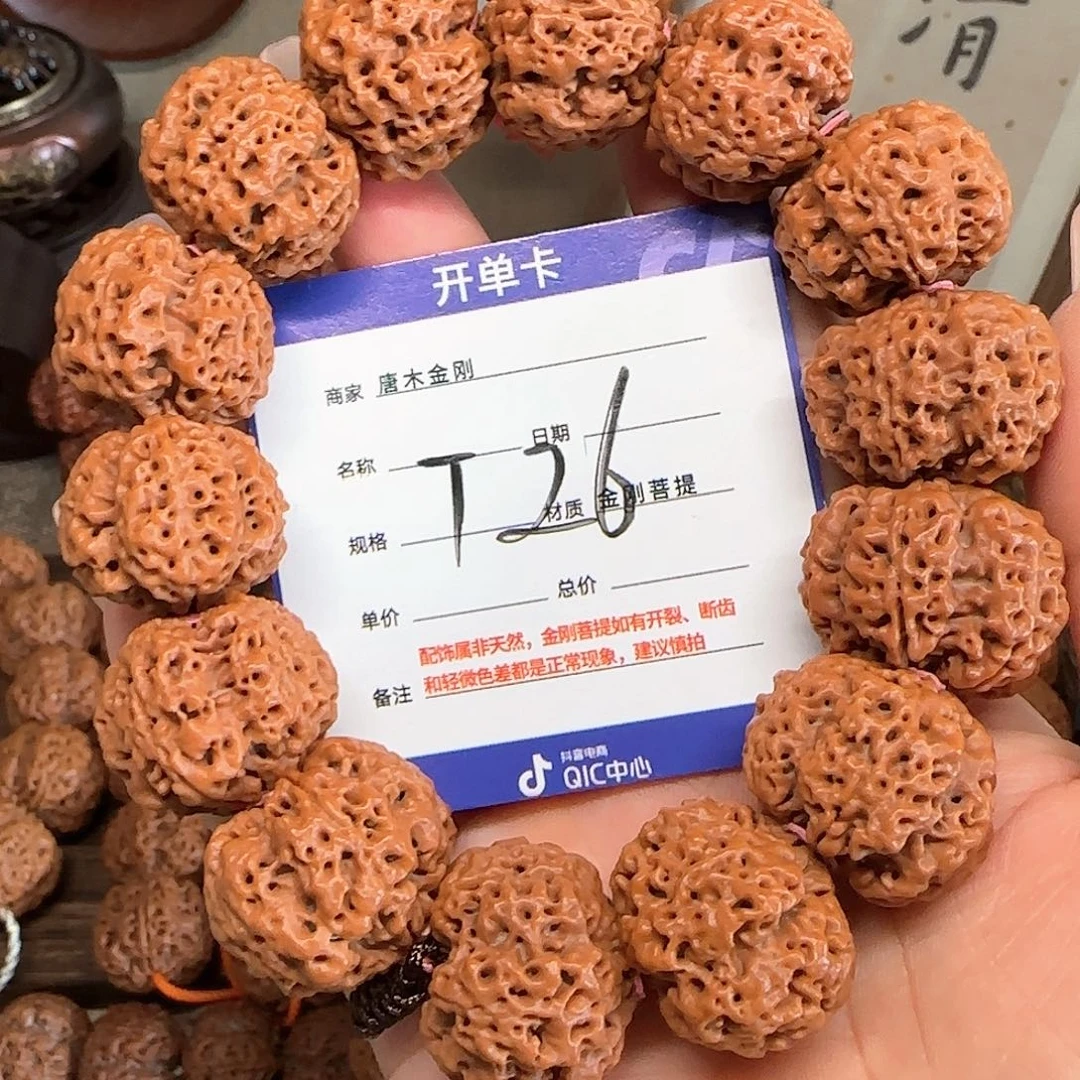 开单卡
商家 唐木金刚
名称 日期
T26
规格 材质 金刚菩提
单价 总价
备注 配饰属非天然，金刚菩提如有开裂、断齿
和轻微色差都是正常现象，建议慎拍
抖音电商
QIC中心